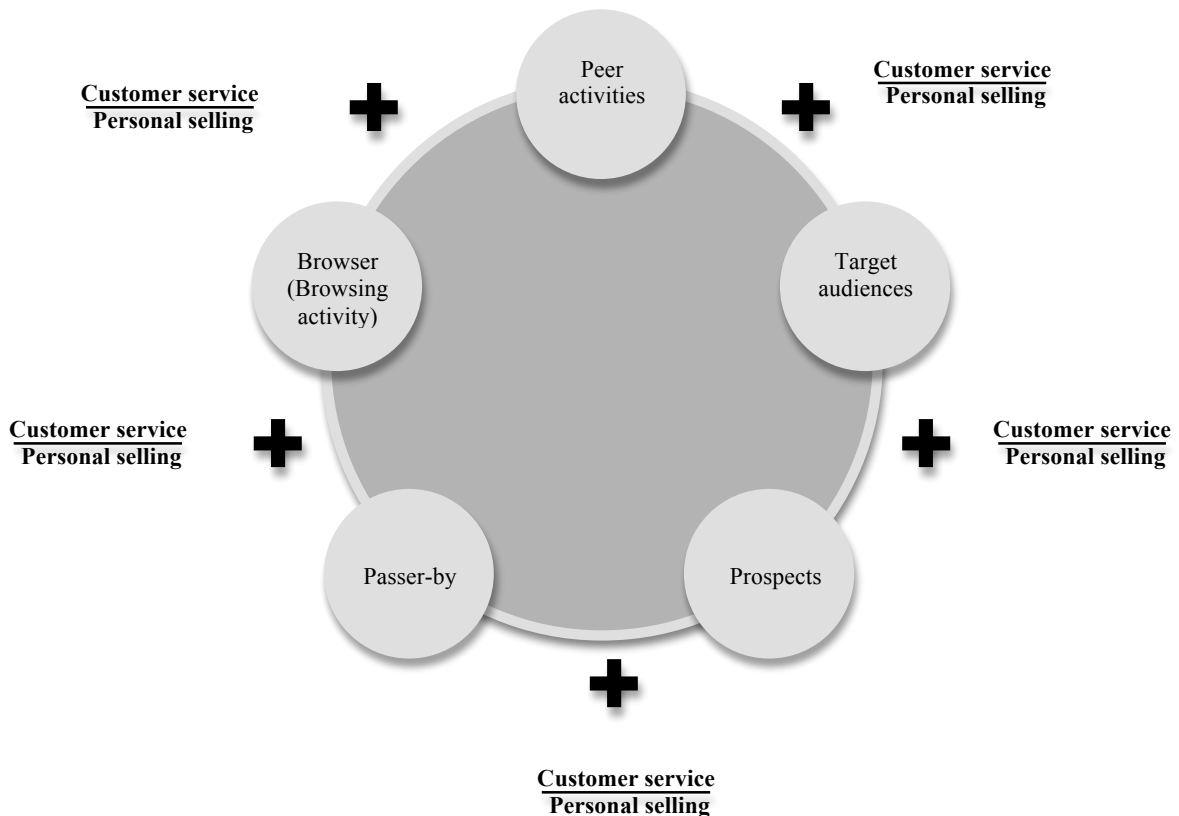 Peer
activities
Customer service
Personal selling
Customer service
Personal selling
Browser
(Browsing
activity)
Target
audiences
Customer service
Personal selling
Customer service
Personal selling
Passer-by
Prospects
Customer service
Personal selling